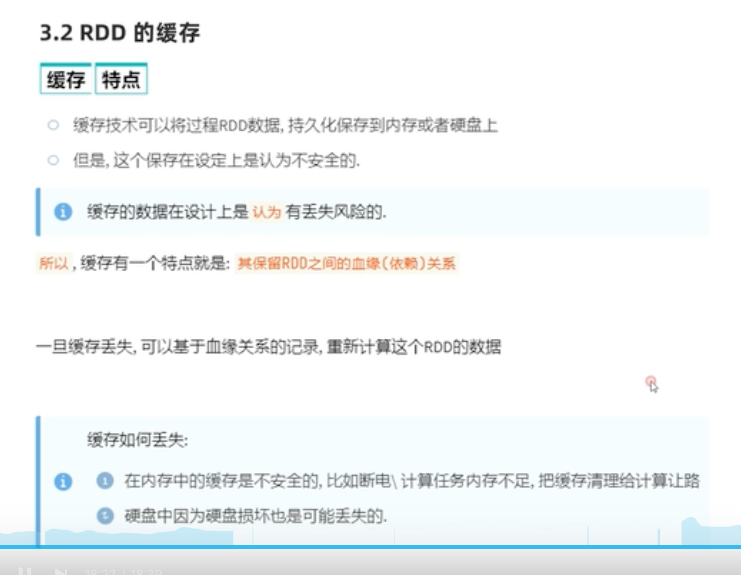 3.2 RDD 的缓存
缓存 特点
缓存技术可以将过程RDD数据, 持久化保存到内存或者硬盘上
但是, 这个保存在设定上是认为不安全的.
缓存的数据在设计上是 认为 有丢失风险的.
所以, 缓存有一个特点就是: 其保留RDD之间的血缘(依赖)关系
一旦缓存丢失, 可以基于血缘关系的记录, 重新计算这个RDD的数据
缓存如何丢失:
1 在内存中的缓存是不安全的, 比如断电\ 计算任务内存不足, 把缓存清理给计算让路
2 硬盘中因为硬盘损坏也是可能丢失的.